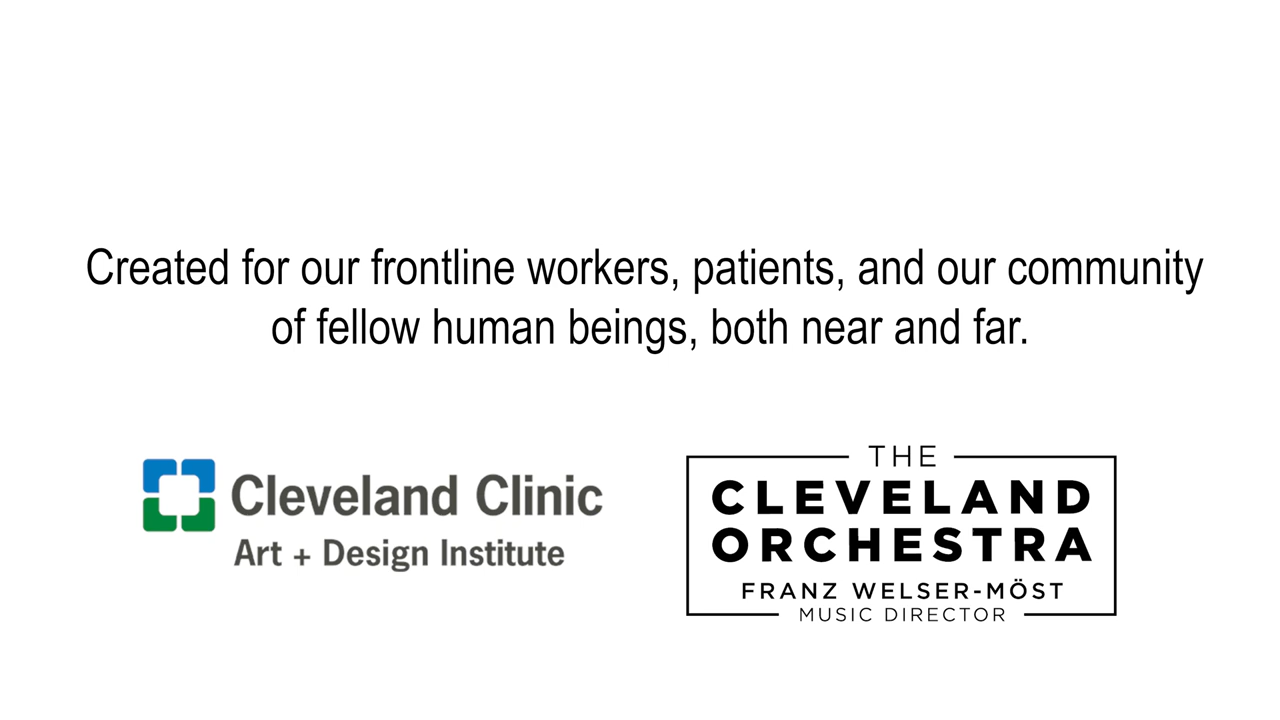 Created for our frontline workers, patients, and our community
of fellow human beings, both near and far.
Cleveland Clinic
Art + Design Institute
THE
CLEVELAND
ORCHESTRA
FRANZ WELSER-MÖST
MUSIC DIRECTOR